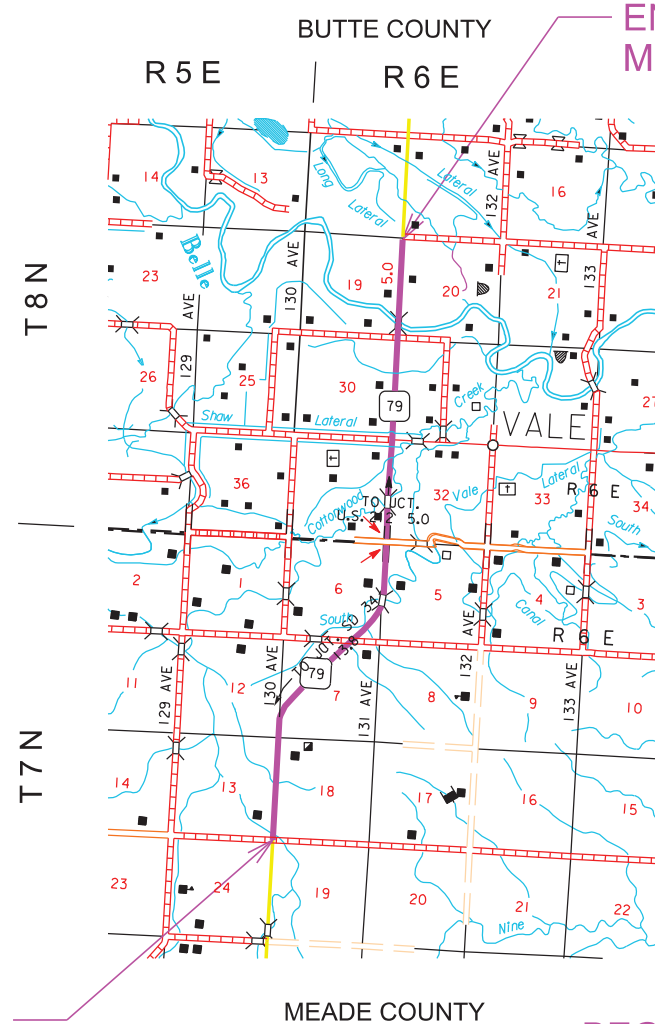 BUTTE COUNTY
EN
M
R 5 E
R 6 E
14
13
Long
Lateral
Lateral
132 AVE
16
AVE
133
Belle
23
AVE
130
19
5.0
20
21
T 8 N
AVE
129
26
25
30
79
Creek
27
VALE
Shaw
Lateral
36
Cottonwood
TO JCT.
U.S. 5.0
32
Vale
33
Lateral
R 6 E
34
South
2
1
6
5
4
3
South
Canal
AVE
132
R 6 E
TO JCT. SD 34
13.8
79
11
129 AVE
12
130 AVE
7
131 AVE
8
9
133 AVE
10
T 7 N
14
13
18
17
16
15
23
24
19
20
21
22
Nine
MEADE COUNTY